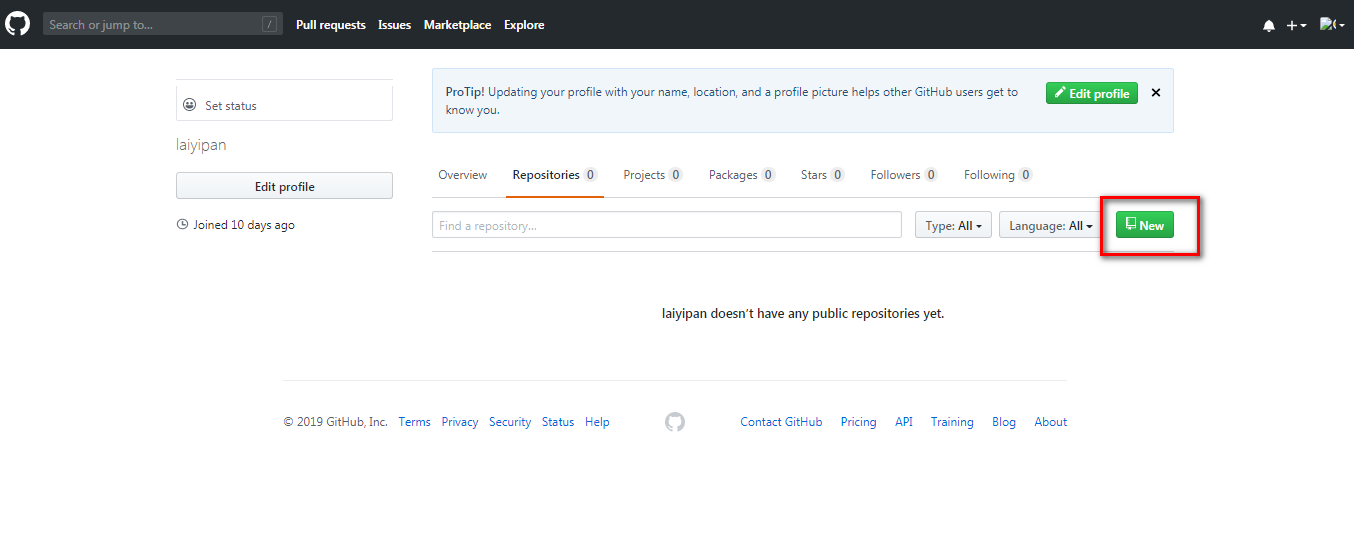 Search or jump to... /
Pull requests Issues Marketplace Explore
Set status
laiyipan
Edit profile
Joined 10 days ago
ProTip! Updating your profile with your name, location, and a profile picture helps other GitHub users get to
know you.
Edit profile
Overview Repositories 0 Projects 0 Packages 0 Stars 0 Followers 0 Following 0
Find a repository... Type: All Language: All New
laiyipan doesn’t have any public repositories yet.
© 2019 GitHub, Inc. Terms Privacy Security Status Help Contact GitHub Pricing API Training Blog About